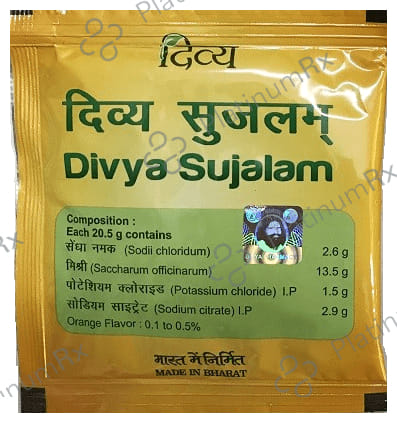 दिव्य
दिव्य सुजलम्
Divya Sujalam
Composition :
Each 20.5 g contains
सेंधा नमक (Sodii chloridum) 2.6 g
मिश्री (Saccharum officinarum) 13.5 g
पोटेशियम क्लोराइड (Potassium chloride) I.P 1.5 g
सोडियम साइट्रेट (Sodium citrate) I.P 2.9 g
Orange Flavor : 0.1 to 0.5%
भारत में निर्मित
MADE IN BHARAT
PlatinumRx